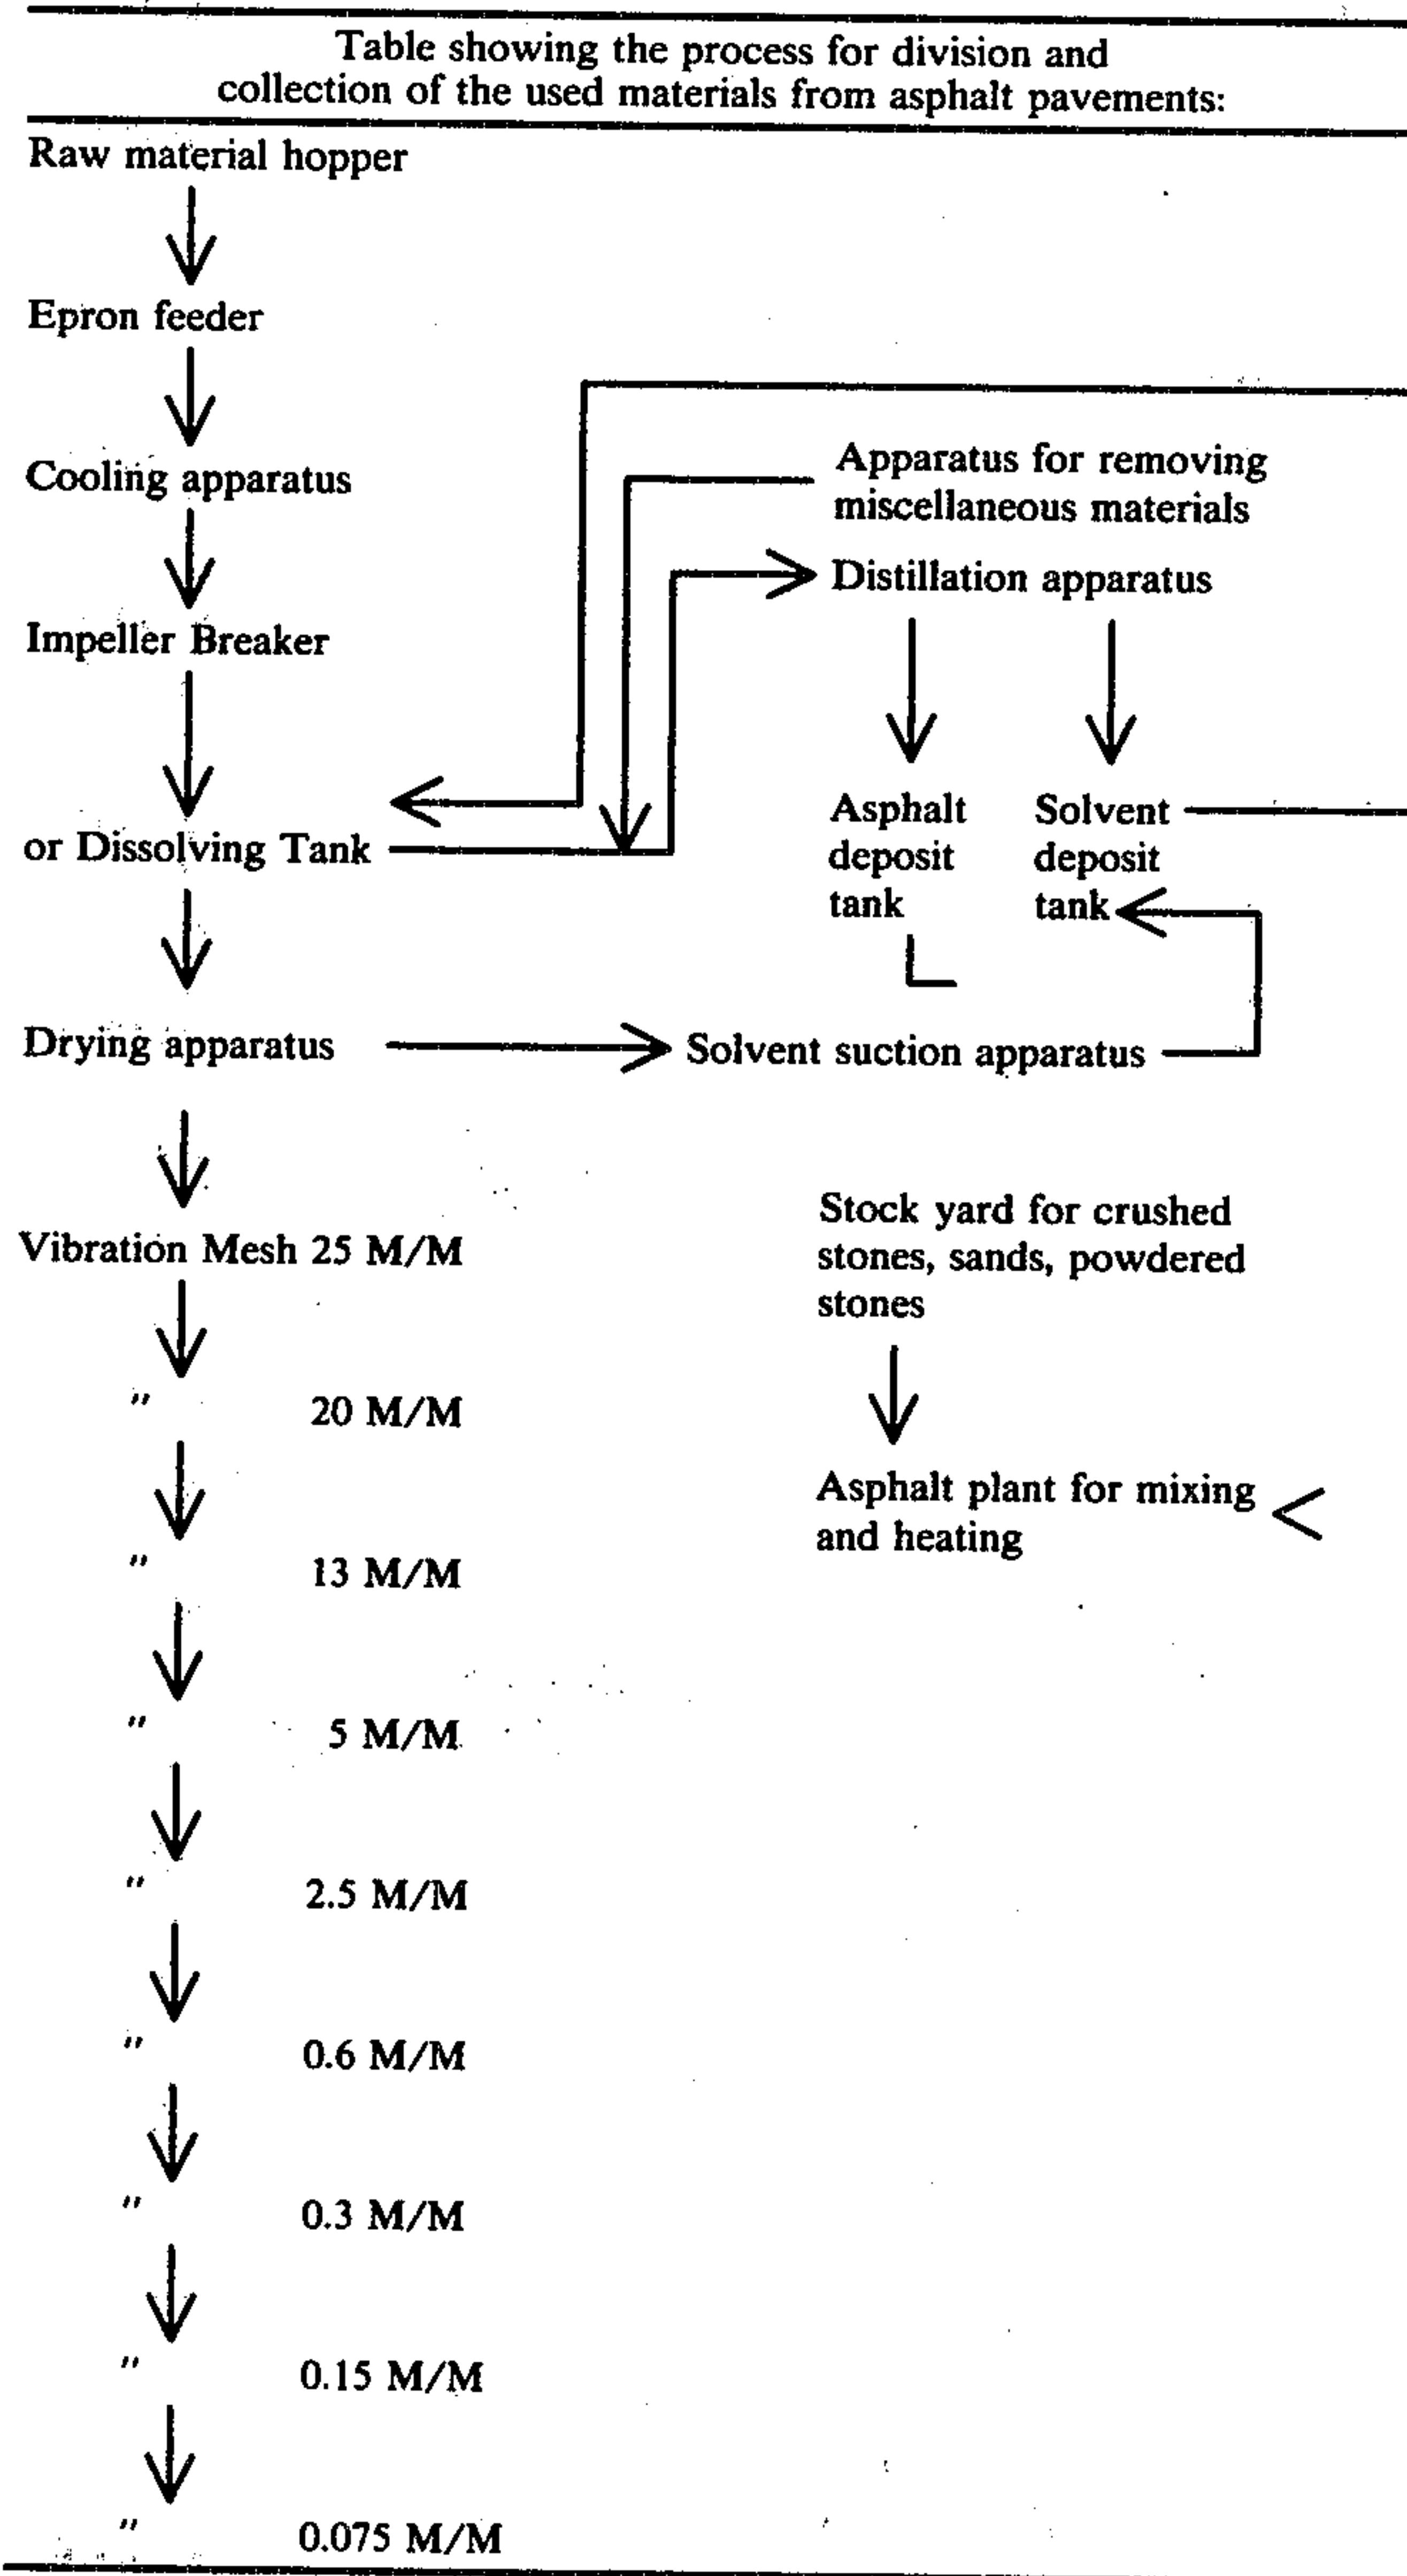 Table showing the process for division and
collection of the used materials from asphalt pavements:
Raw material hopper
Epron feeder
Cooling apparatus
Apparatus for removing
miscellaneous materials
Distillation apparatus
Impeller Breaker
or Dissolving Tank
Asphalt
deposit
tank
Solvent
deposit
tank
Drying apparatus
Solvent suction apparatus
Vibration Mesh 25 M/M
Stock yard for crushed
stones, sands, powdered
stones
" 20 M/M
Asphalt plant for mixing
and heating
" 13 M/M
" 5 M/M
" 2.5 M/M
" 0.6 M/M
" 0.3 M/M
" 0.15 M/M
" 0.075 M/M